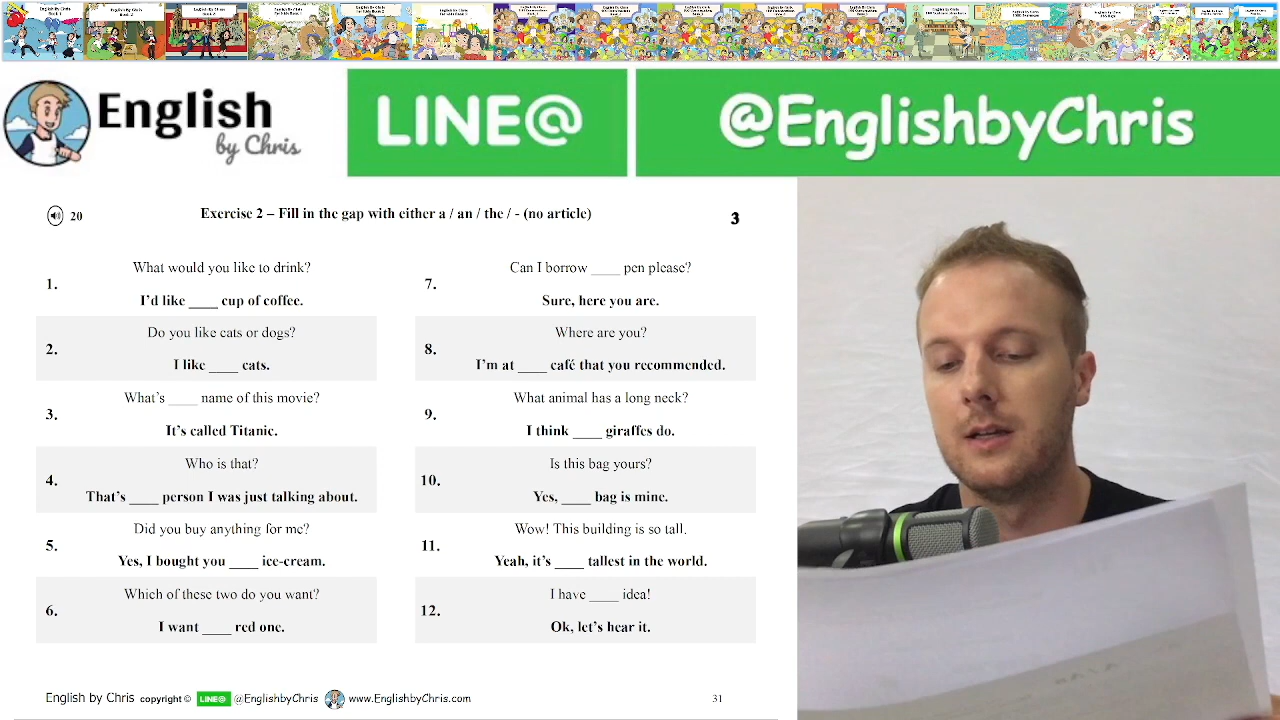 English
by Chris
LINE@
@EnglishbyChris
20
Exercise 2 – Fill in the gap with either a / an / the / - (no article)
3
1.
What would you like to drink?
I'd like ____ cup of coffee.
2.
Do you like cats or dogs?
I like ____ cats.
3.
What's ____ name of this movie?
It's called Titanic.
4.
Who is that?
That's ____ person I was just talking about.
5.
Did you buy anything for me?
Yes, I bought you ____ ice-cream.
6.
Which of these two do you want?
I want ____ red one.
7.
Can I borrow ____ pen please?
Sure, here you are.
8.
Where are you?
I'm at ____ café that you recommended.
9.
What animal has a long neck?
I think ____ giraffes do.
10.
Is this bag yours?
Yes, ____ bag is mine.
11.
Wow! This building is so tall.
Yeah, it's ____ tallest in the world.
12.
I have ____ idea!
Ok, let's hear it.
English by Chris copyright © LINE@ @EnglishbyChris www.EnglishbyChris.com
31